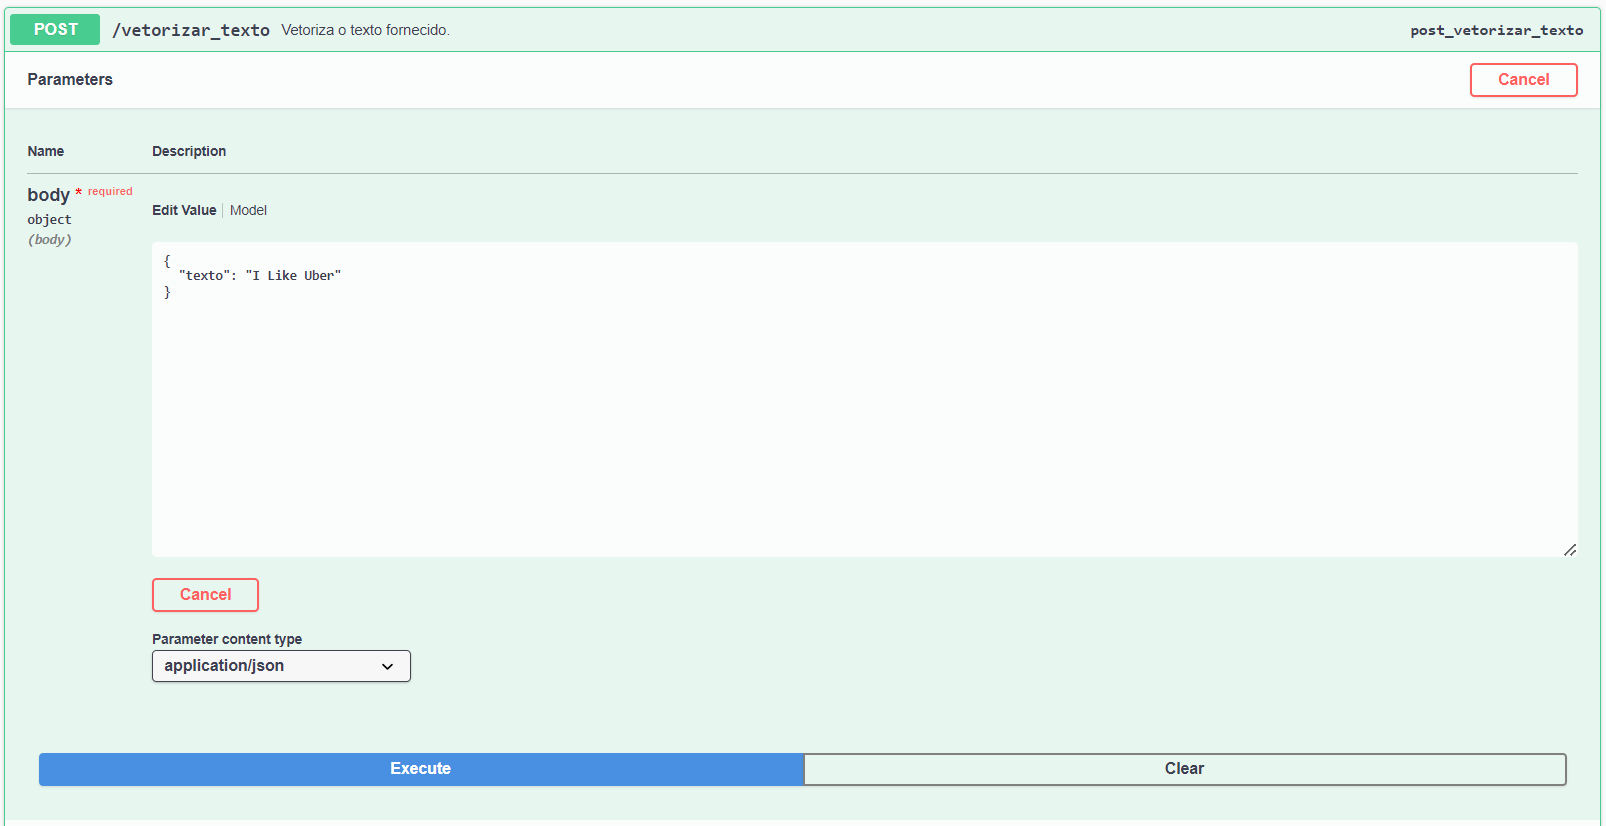 POST /vetorizar_texto Vetoriza o texto fornecido. post_vetorizar_texto
Parameters Cancel
Name Description
body * required
object
(body)
Edit Value | Model
{
"texto": "I Like Uber"
}
Cancel
Parameter content type
application/json
Execute Clear